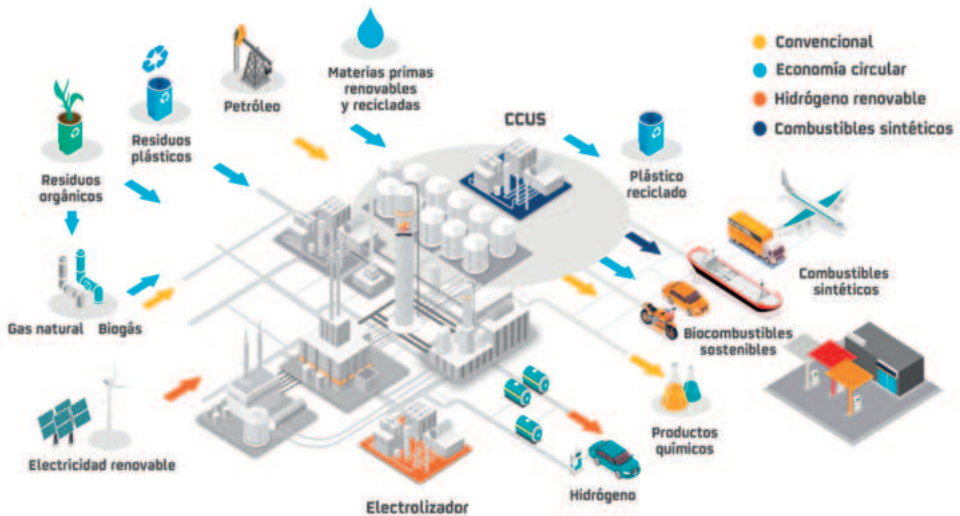 Convencional
Economía circular
Hidrógeno renovable
Combustibles sintéticos
Petróleo
Materias primas
renovables
y recicladas
CCUS
Residuos
plásticos
Plástico
reciclado
Residuos
orgánicos
Combustibles
sintéticos
Gas natural
Biogás
Biocombustibles
sostenibles
Productos
químicos
Electricidad renovable
Hidrógeno
Electrolizador